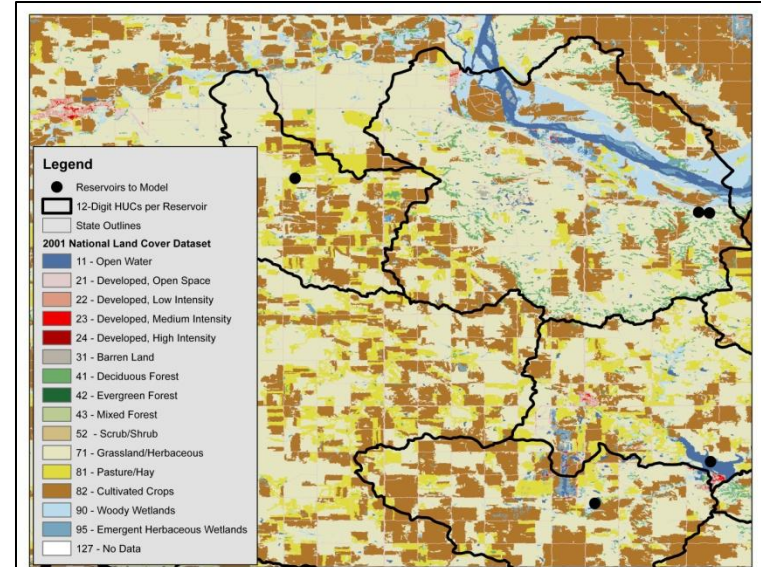 Legend
Reservoirs to Model
12-Digit HUCs per Reservoir
State Outlines
2001 National Land Cover Dataset
11 - Open Water
21 - Developed, Open Space
22 - Developed, Low Intensity
23 - Developed, Medium Intensity
24 - Developed, High Intensity
31 - Barren Land
41 - Deciduous Forest
42 - Evergreen Forest
43 - Mixed Forest
52 - Scrub/Shrub
71 - Grassland/Herbaceous
81 - Pasture/Hay
82 - Cultivated Crops
90 - Woody Wetlands
95 - Emergent Herbaceous Wetlands
127 - No Data